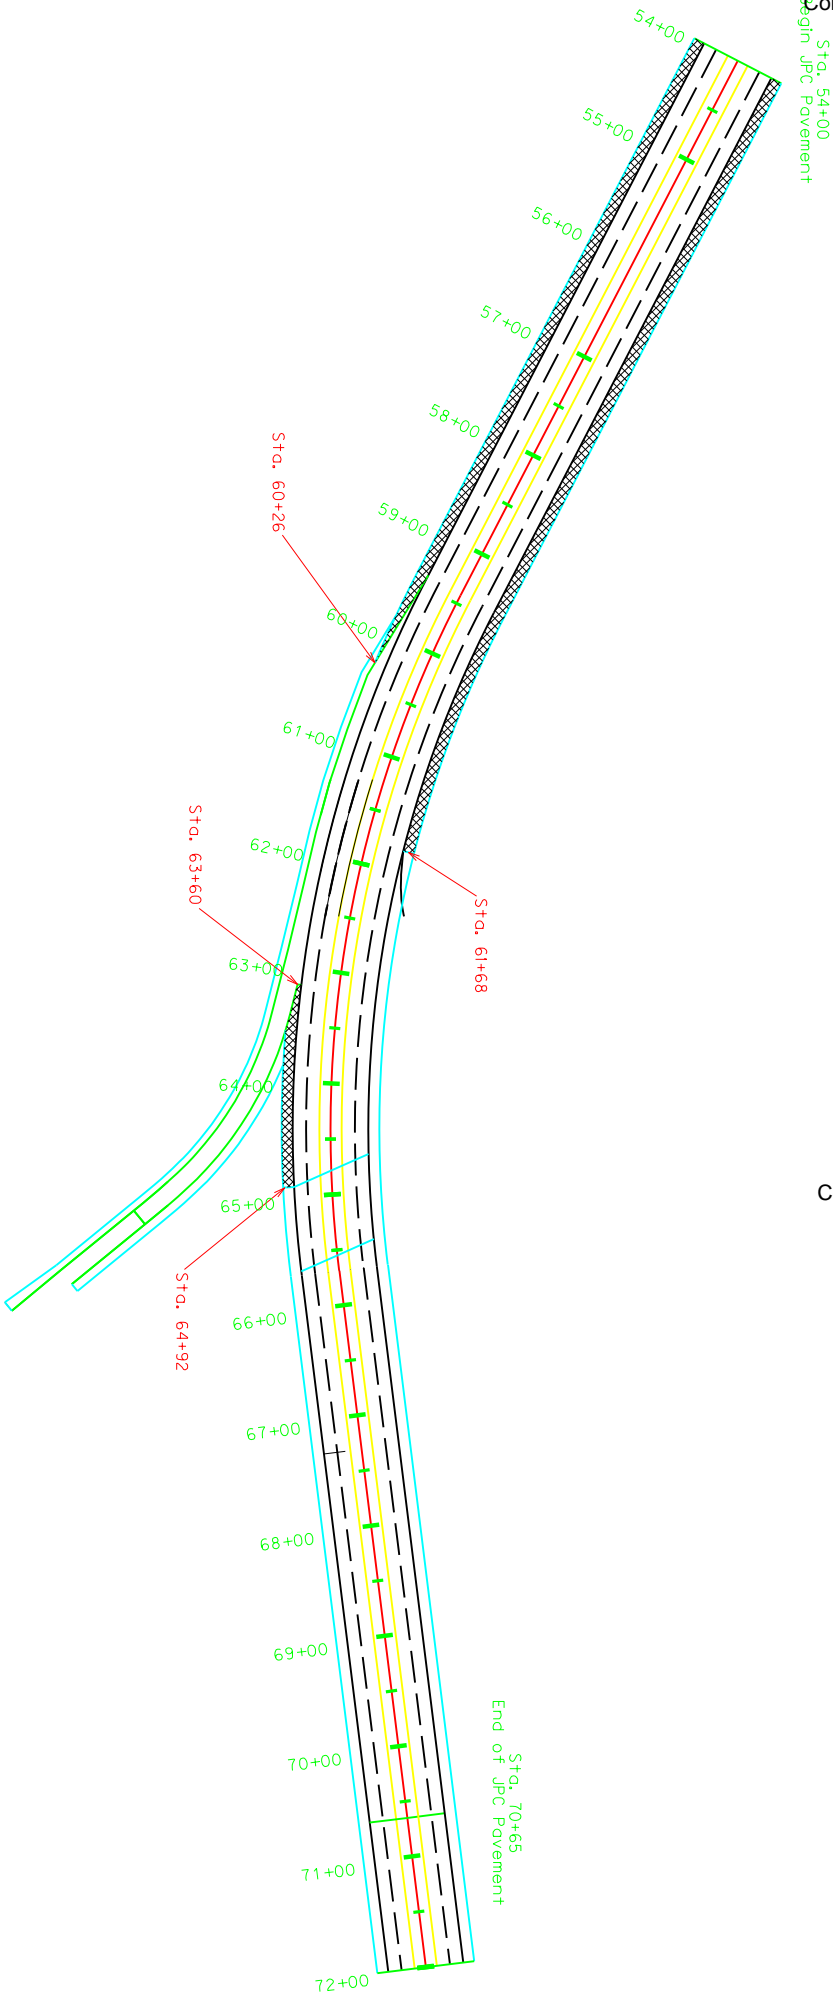 Con
Sta. 54+00
Begin JPC Pavement
54+00
55+00
56+00
57+00
58+00
Sta. 60+26
59+00
60+00
61+00
Sta. 63+60
62+00
Sta. 61+68
63+00
64+00
C
65+00
Sta. 64+92
66+00
67+00
68+00
69+00
Sta. 70+65
End of JPC Pavement
70+00
71+00
72+00